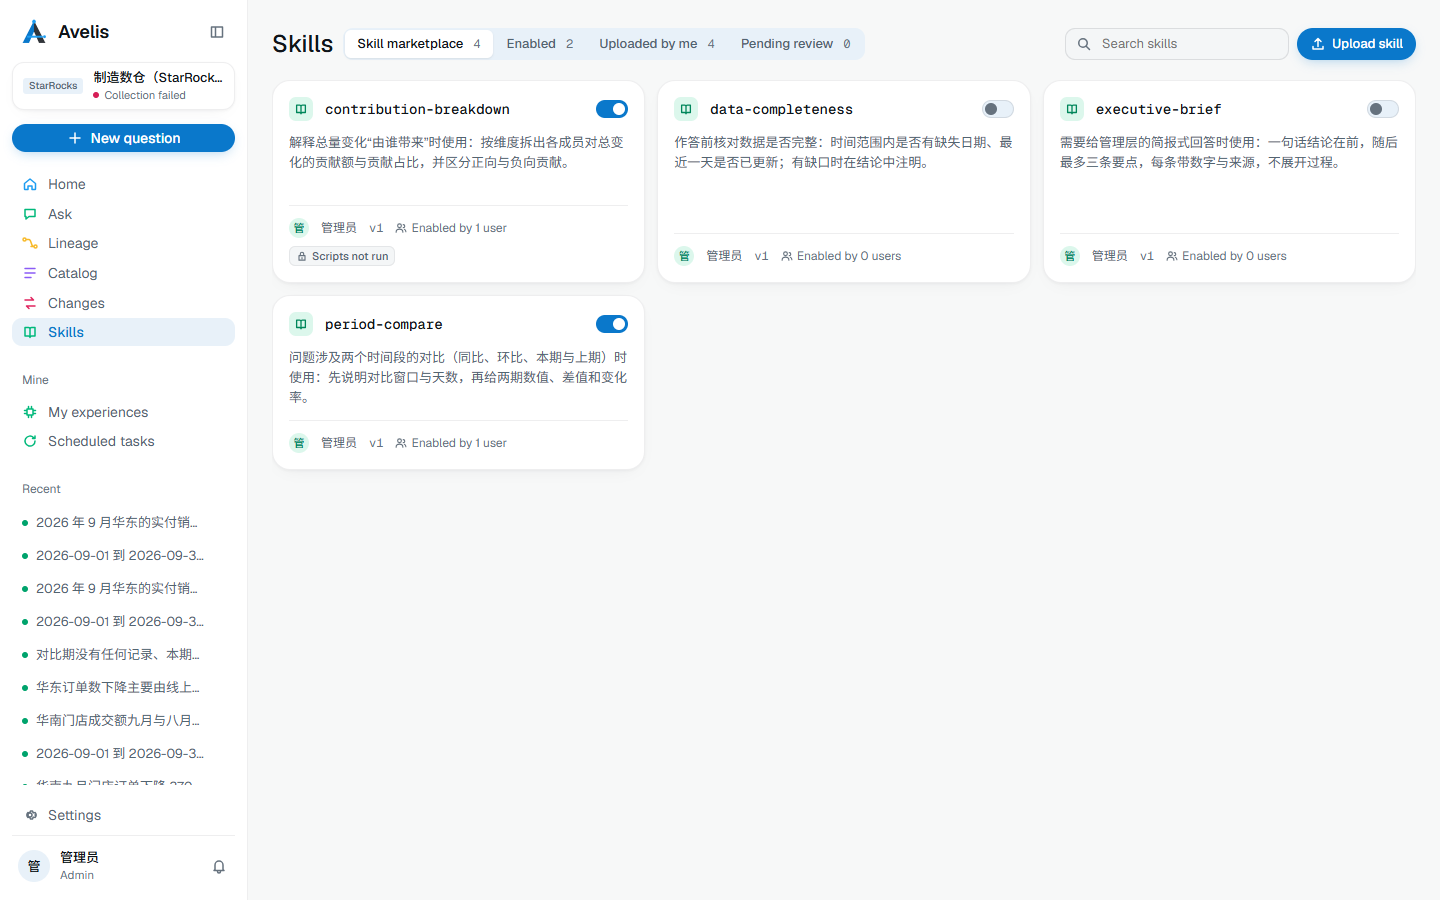 Avelis
StarRocks
制造数仓（StarRock...
Collection failed
New question
Home
Ask
Lineage
Catalog
Changes
Skills
Mine
My experiences
Scheduled tasks
Recent
2026 年 9 月华东的实付销...
2026-09-01 到 2026-09-3...
2026 年 9 月华东的实付销...
2026-09-01 到 2026-09-3...
对比期没有任何记录、本期...
华东订单数下降主要由线上...
华南门店成交额九月与八月...
2026-09-01 到 2026-09-3...
Settings
管
管理员
Admin
Skills
Skill marketplace 4
Enabled 2
Uploaded by me 4
Pending review 0
Search skills
Upload skill
contribution-breakdown
解释总量变化“由谁带来”时使用：按维度拆出各成员对总变
化的贡献额与贡献占比，并区分正向与负向贡献。
管 管理员 v1 Enabled by 1 user
Scripts not run
data-completeness
作答前核对数据是否完整：时间范围内是否有缺失日期、最
近一天是否已更新；有缺口时在结论中注明。
管 管理员 v1 Enabled by 0 users
executive-brief
需要给管理层的简报式回答时使用：一句话结论在前，随后
最多三条要点，每条带数字与来源，不展开过程。
管 管理员 v1 Enabled by 0 users
period-compare
问题涉及两个时间段的对比（同比、环比、本期与上期）时
使用：先说明对比窗口与天数，再给两期数值、差值和变化
率。
管 管理员 v1 Enabled by 1 user